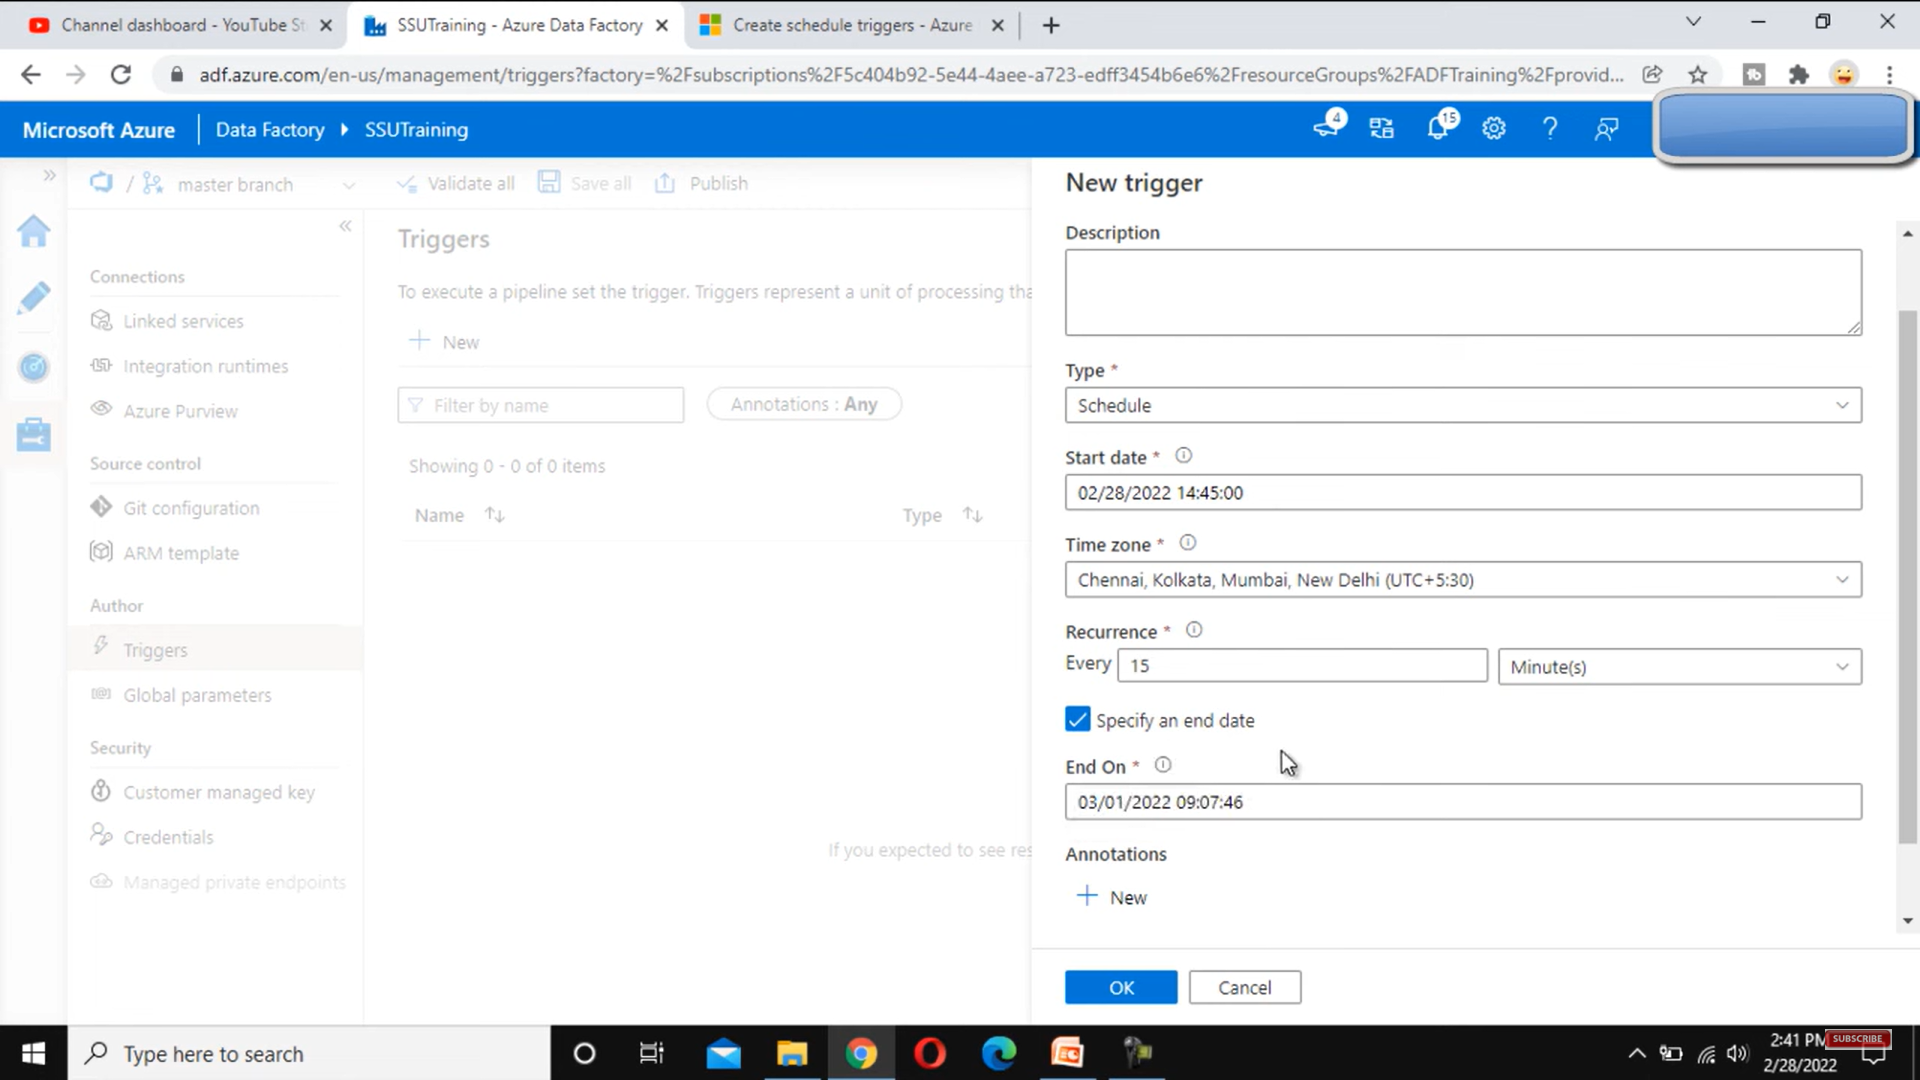 Channel dashboard - YouTube St
SSUTraining - Azure Data Factory
Create schedule triggers - Azure
adf.azure.com/en-us/management/triggers?factory=%2Fsubscriptions%2F5c404b92-5e44-4aee-a723-edff3454b6e6%2FresourceGroups%2FADFTraining%2Fprovid...
Microsoft Azure
Data Factory
SSUTraining
4
15
/ master branch
Validate all
Save all
Publish
New trigger
Triggers
To execute a pipeline set the trigger. Triggers represent a unit of processing tha
New
Filter by name
Annotations : Any
Showing 0 - 0 of 0 items
Name
Type
If you expected to see res
Connections
Linked services
Integration runtimes
Azure Purview
Source control
Git configuration
ARM template
Author
Triggers
Global parameters
Security
Customer managed key
Credentials
Managed private endpoints
Description
Type *
Schedule
Start date *
02/28/2022 14:45:00
Time zone *
Chennai, Kolkata, Mumbai, New Delhi (UTC+5:30)
Recurrence *
Every 15 Minute(s)
Specify an end date
End On *
03/01/2022 09:07:46
Annotations
New
OK
Cancel
Type here to search
2:41 PM
SUBSCRIBE
2/28/2022